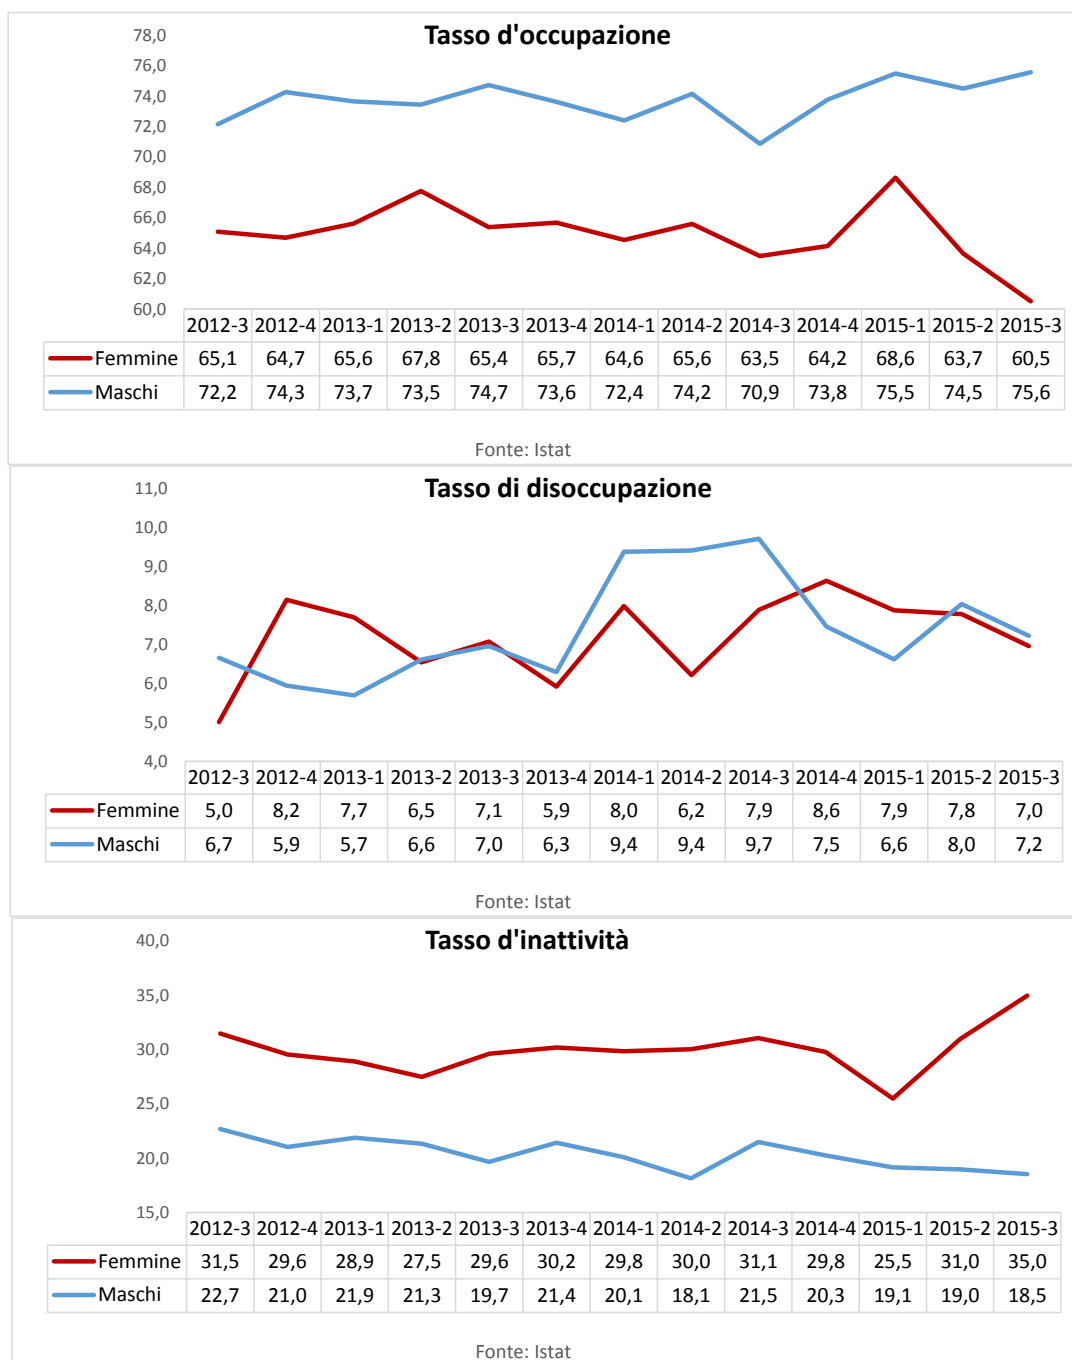 Tasso d'occupazione
78,0
76,0
74,0
72,0
70,0
68,0
66,0
64,0
62,0
60,0
2012-3 2012-4 2013-1 2013-2 2013-3 2013-4 2014-1 2014-2 2014-3 2014-4 2015-1 2015-2 2015-3
Femmine 65,1 64,7 65,6 67,8 65,4 65,7 64,6 65,6 63,5 64,2 68,6 63,7 60,5
Maschi 72,2 74,3 73,7 73,5 74,7 73,6 72,4 74,2 70,9 73,8 75,5 74,5 75,6
Fonte: Istat
Tasso di disoccupazione
11,0
10,0
9,0
8,0
7,0
6,0
5,0
4,0
2012-3 2012-4 2013-1 2013-2 2013-3 2013-4 2014-1 2014-2 2014-3 2014-4 2015-1 2015-2 2015-3
Femmine 5,0 8,2 7,7 6,5 7,1 5,9 8,0 6,2 7,9 8,6 7,9 7,8 7,0
Maschi 6,7 5,9 5,7 6,6 7,0 6,3 9,4 9,4 9,7 7,5 6,6 8,0 7,2
Fonte: Istat
Tasso d'inattività
40,0
35,0
30,0
25,0
20,0
15,0
2012-3 2012-4 2013-1 2013-2 2013-3 2013-4 2014-1 2014-2 2014-3 2014-4 2015-1 2015-2 2015-3
Femmine 31,5 29,6 28,9 27,5 29,6 30,2 29,8 30,0 31,1 29,8 25,5 31,0 35,0
Maschi 22,7 21,0 21,9 21,3 19,7 21,4 20,1 18,1 21,5 20,3 19,1 19,0 18,5
Fonte: Istat